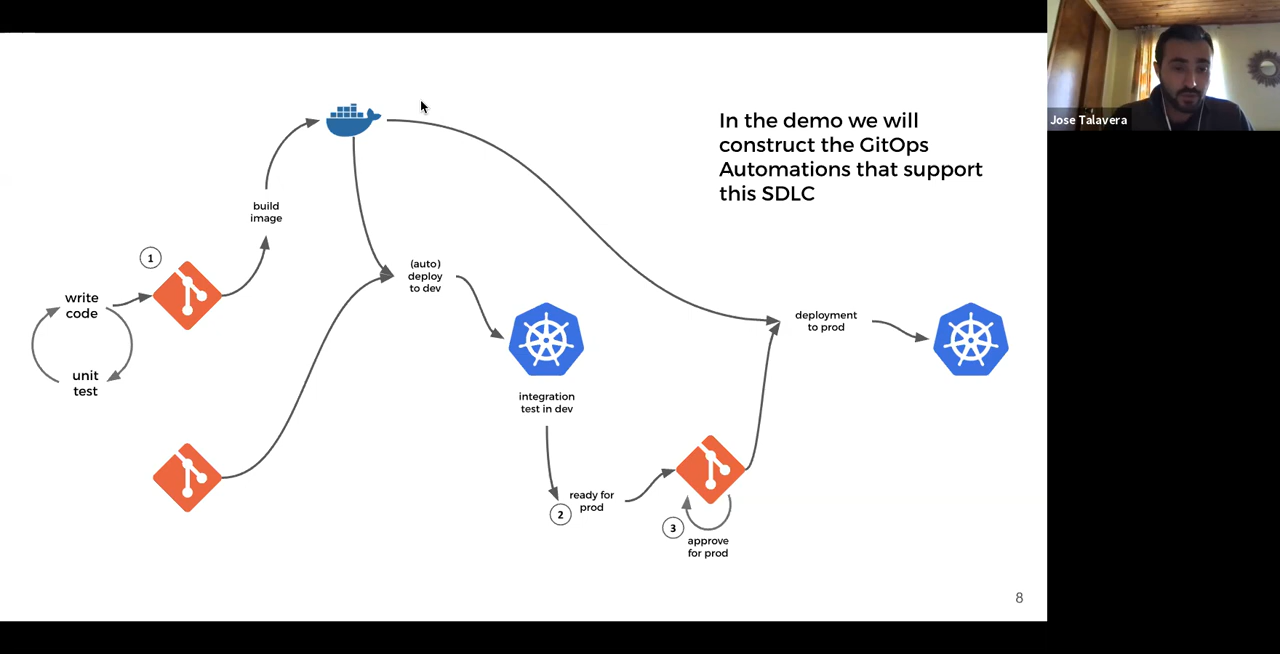 In the demo we will
construct the GitOps
Automations that support
this SDLC
build
image
1
write
code
unit
test
(auto)
deploy
to dev
integration
test in dev
2
ready for
prod
3
approve
for prod
deployment
to prod
8
Jose Talavera